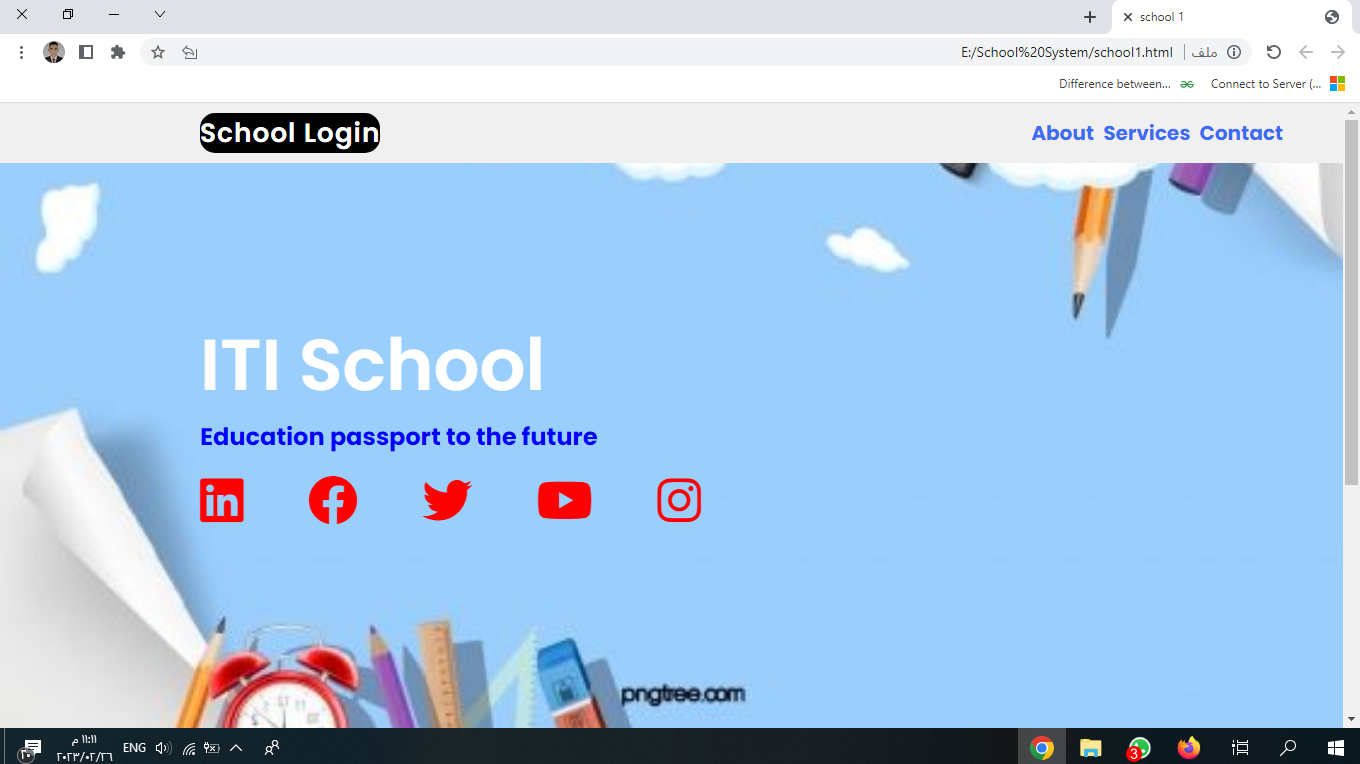 school 1
E:/School%20System/school1.html
ملف
Difference between...
Connect to Server (...
School Login
About Services Contact
ITI School
Education passport to the future
pngtree.com
١١:١١ م
٢٠٢٣/٠٢/٢٦
ENG
٢٠
3